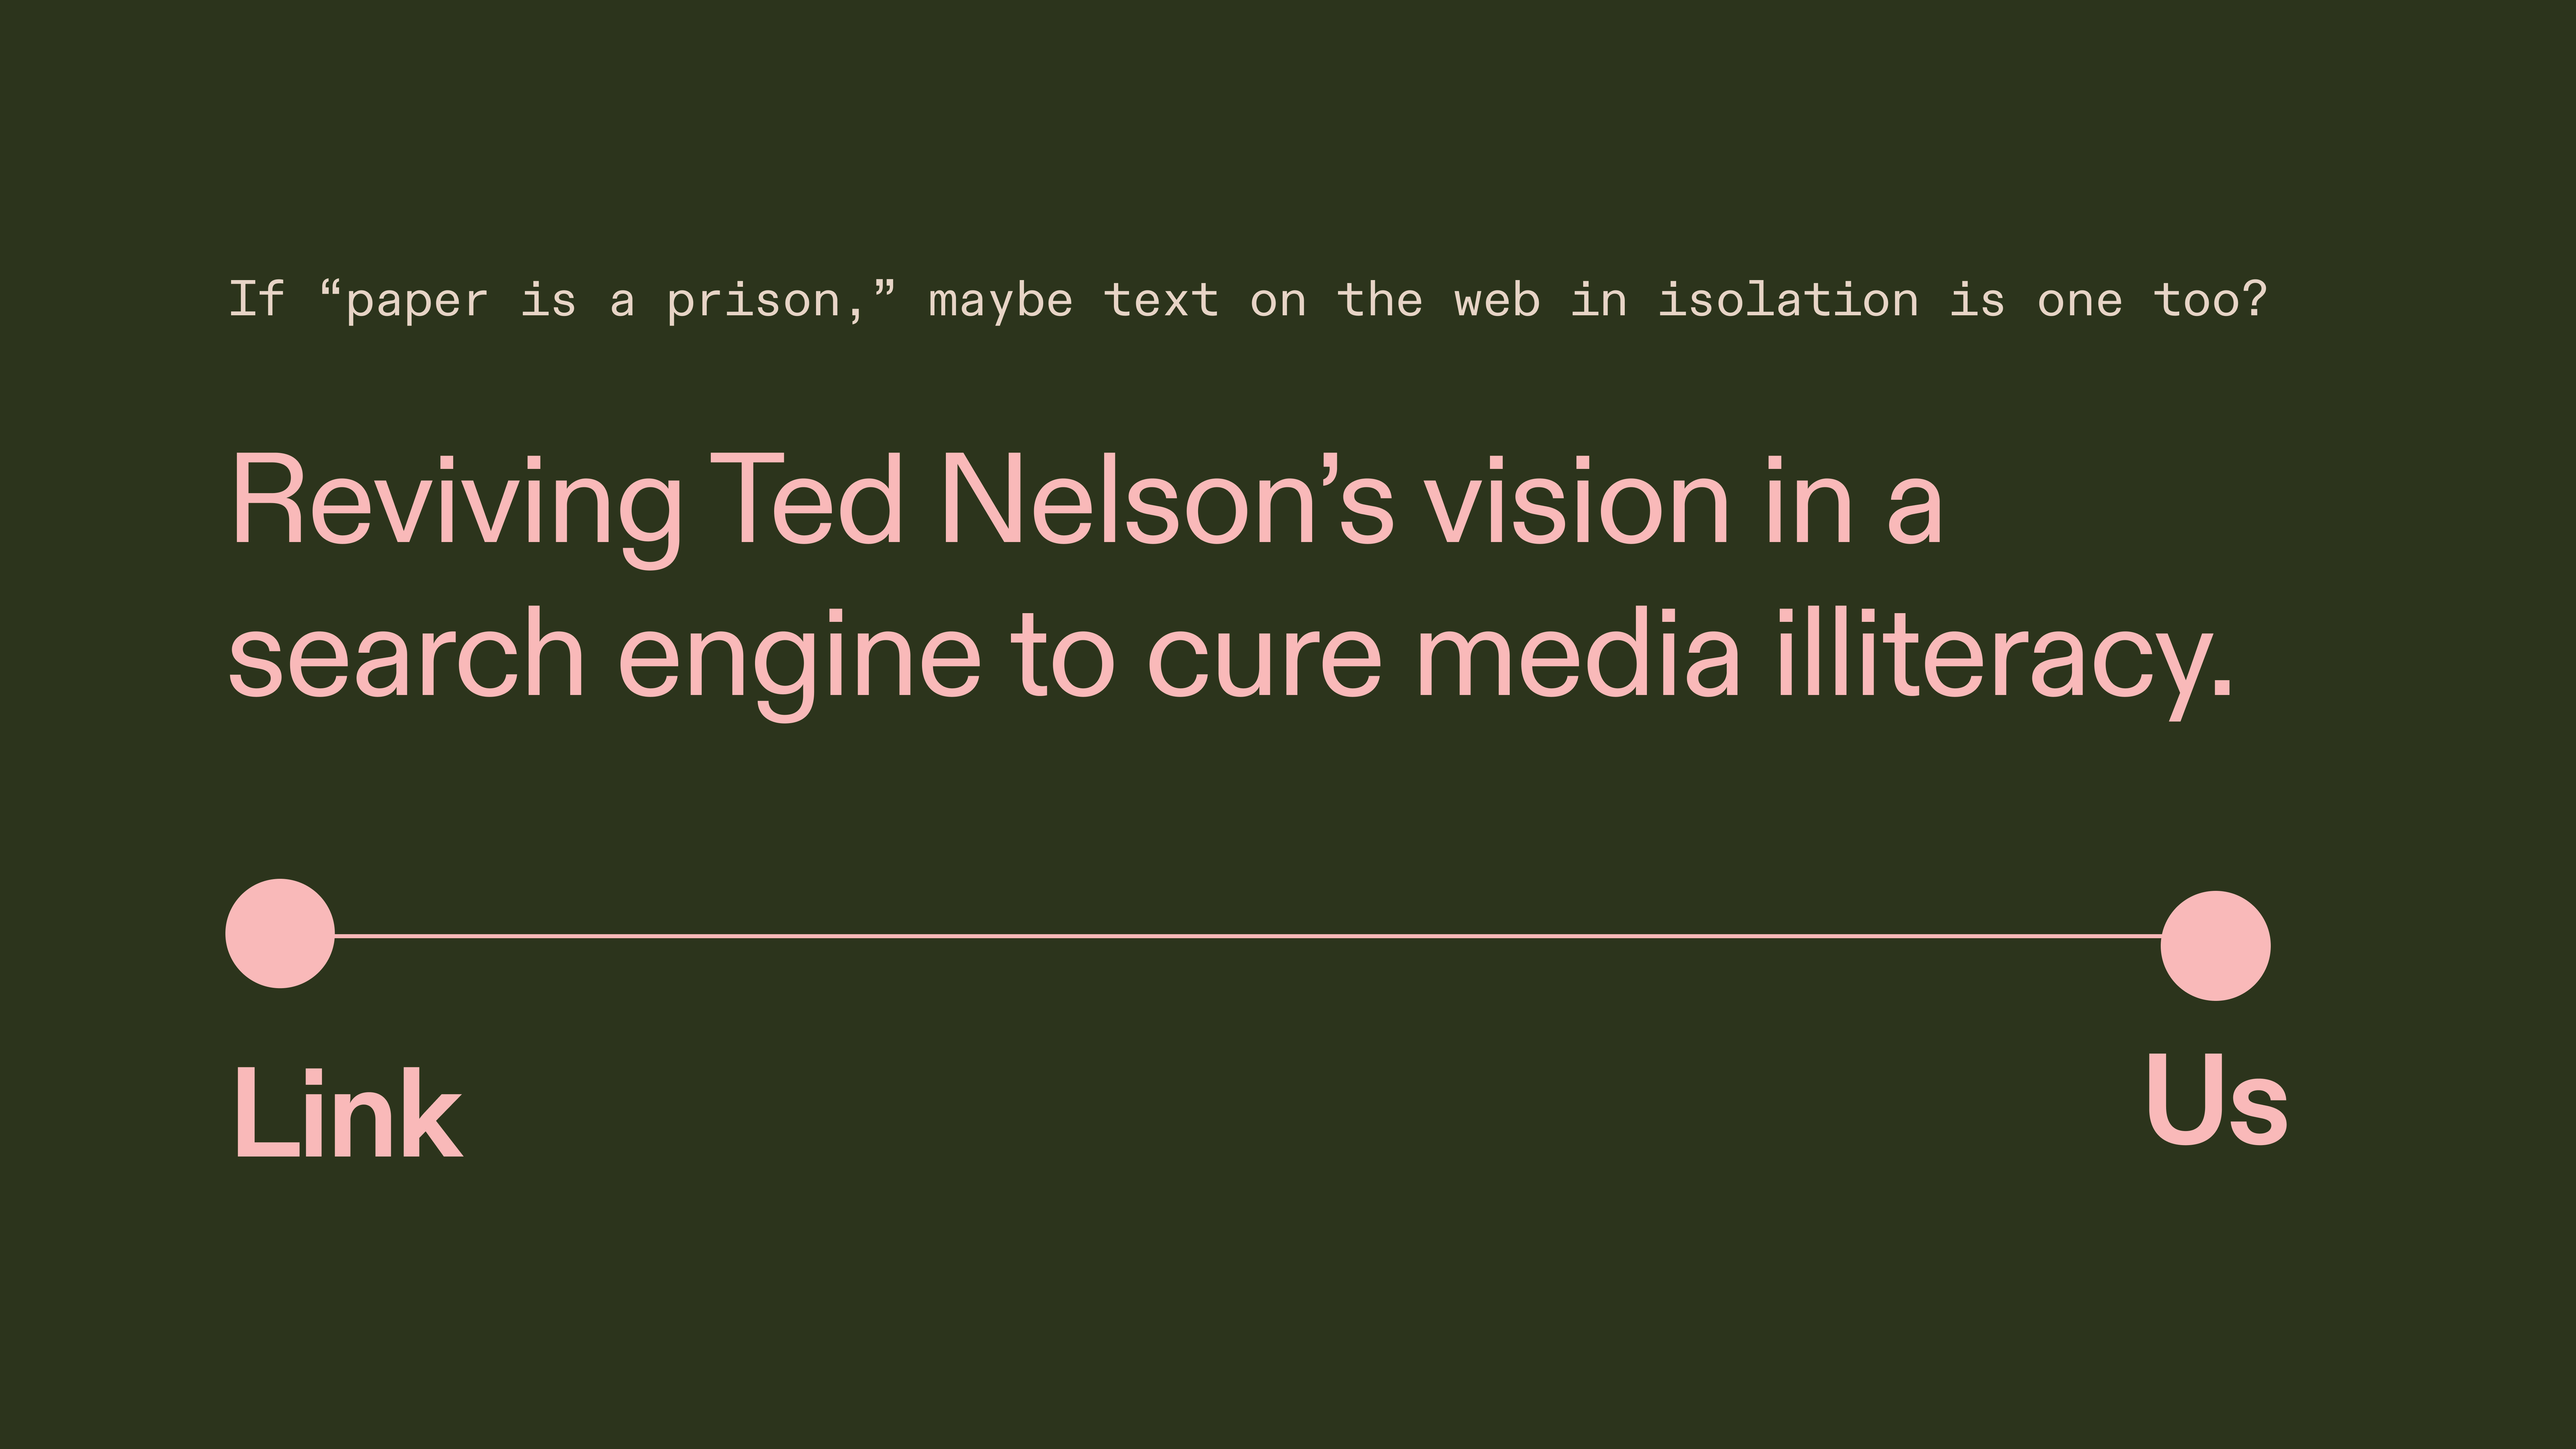 If “paper is a prison,” maybe text on the web in isolation is one too?
Reviving Ted Nelson’s vision in a
search engine to cure media illiteracy.
Link
Us